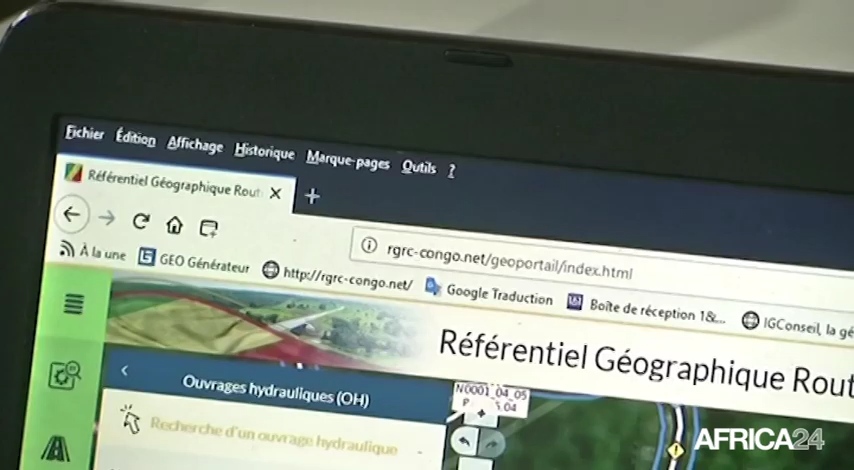 Fichier Édition Affichage Historique Marque-pages Outils ?
Référentiel Géographique Rout
rgrc-congo.net/geoportail/index.html
À la une GEO Générateur http://rgrc-congo.net/ Google Traduction Boîte de réception 1&... IGConseil, la gé
Référentiel Géographique Rout
Ouvrages hydrauliques (OH)
N0001_04_05
Recherche d'un ouvrage hydraulique
AFRICA24